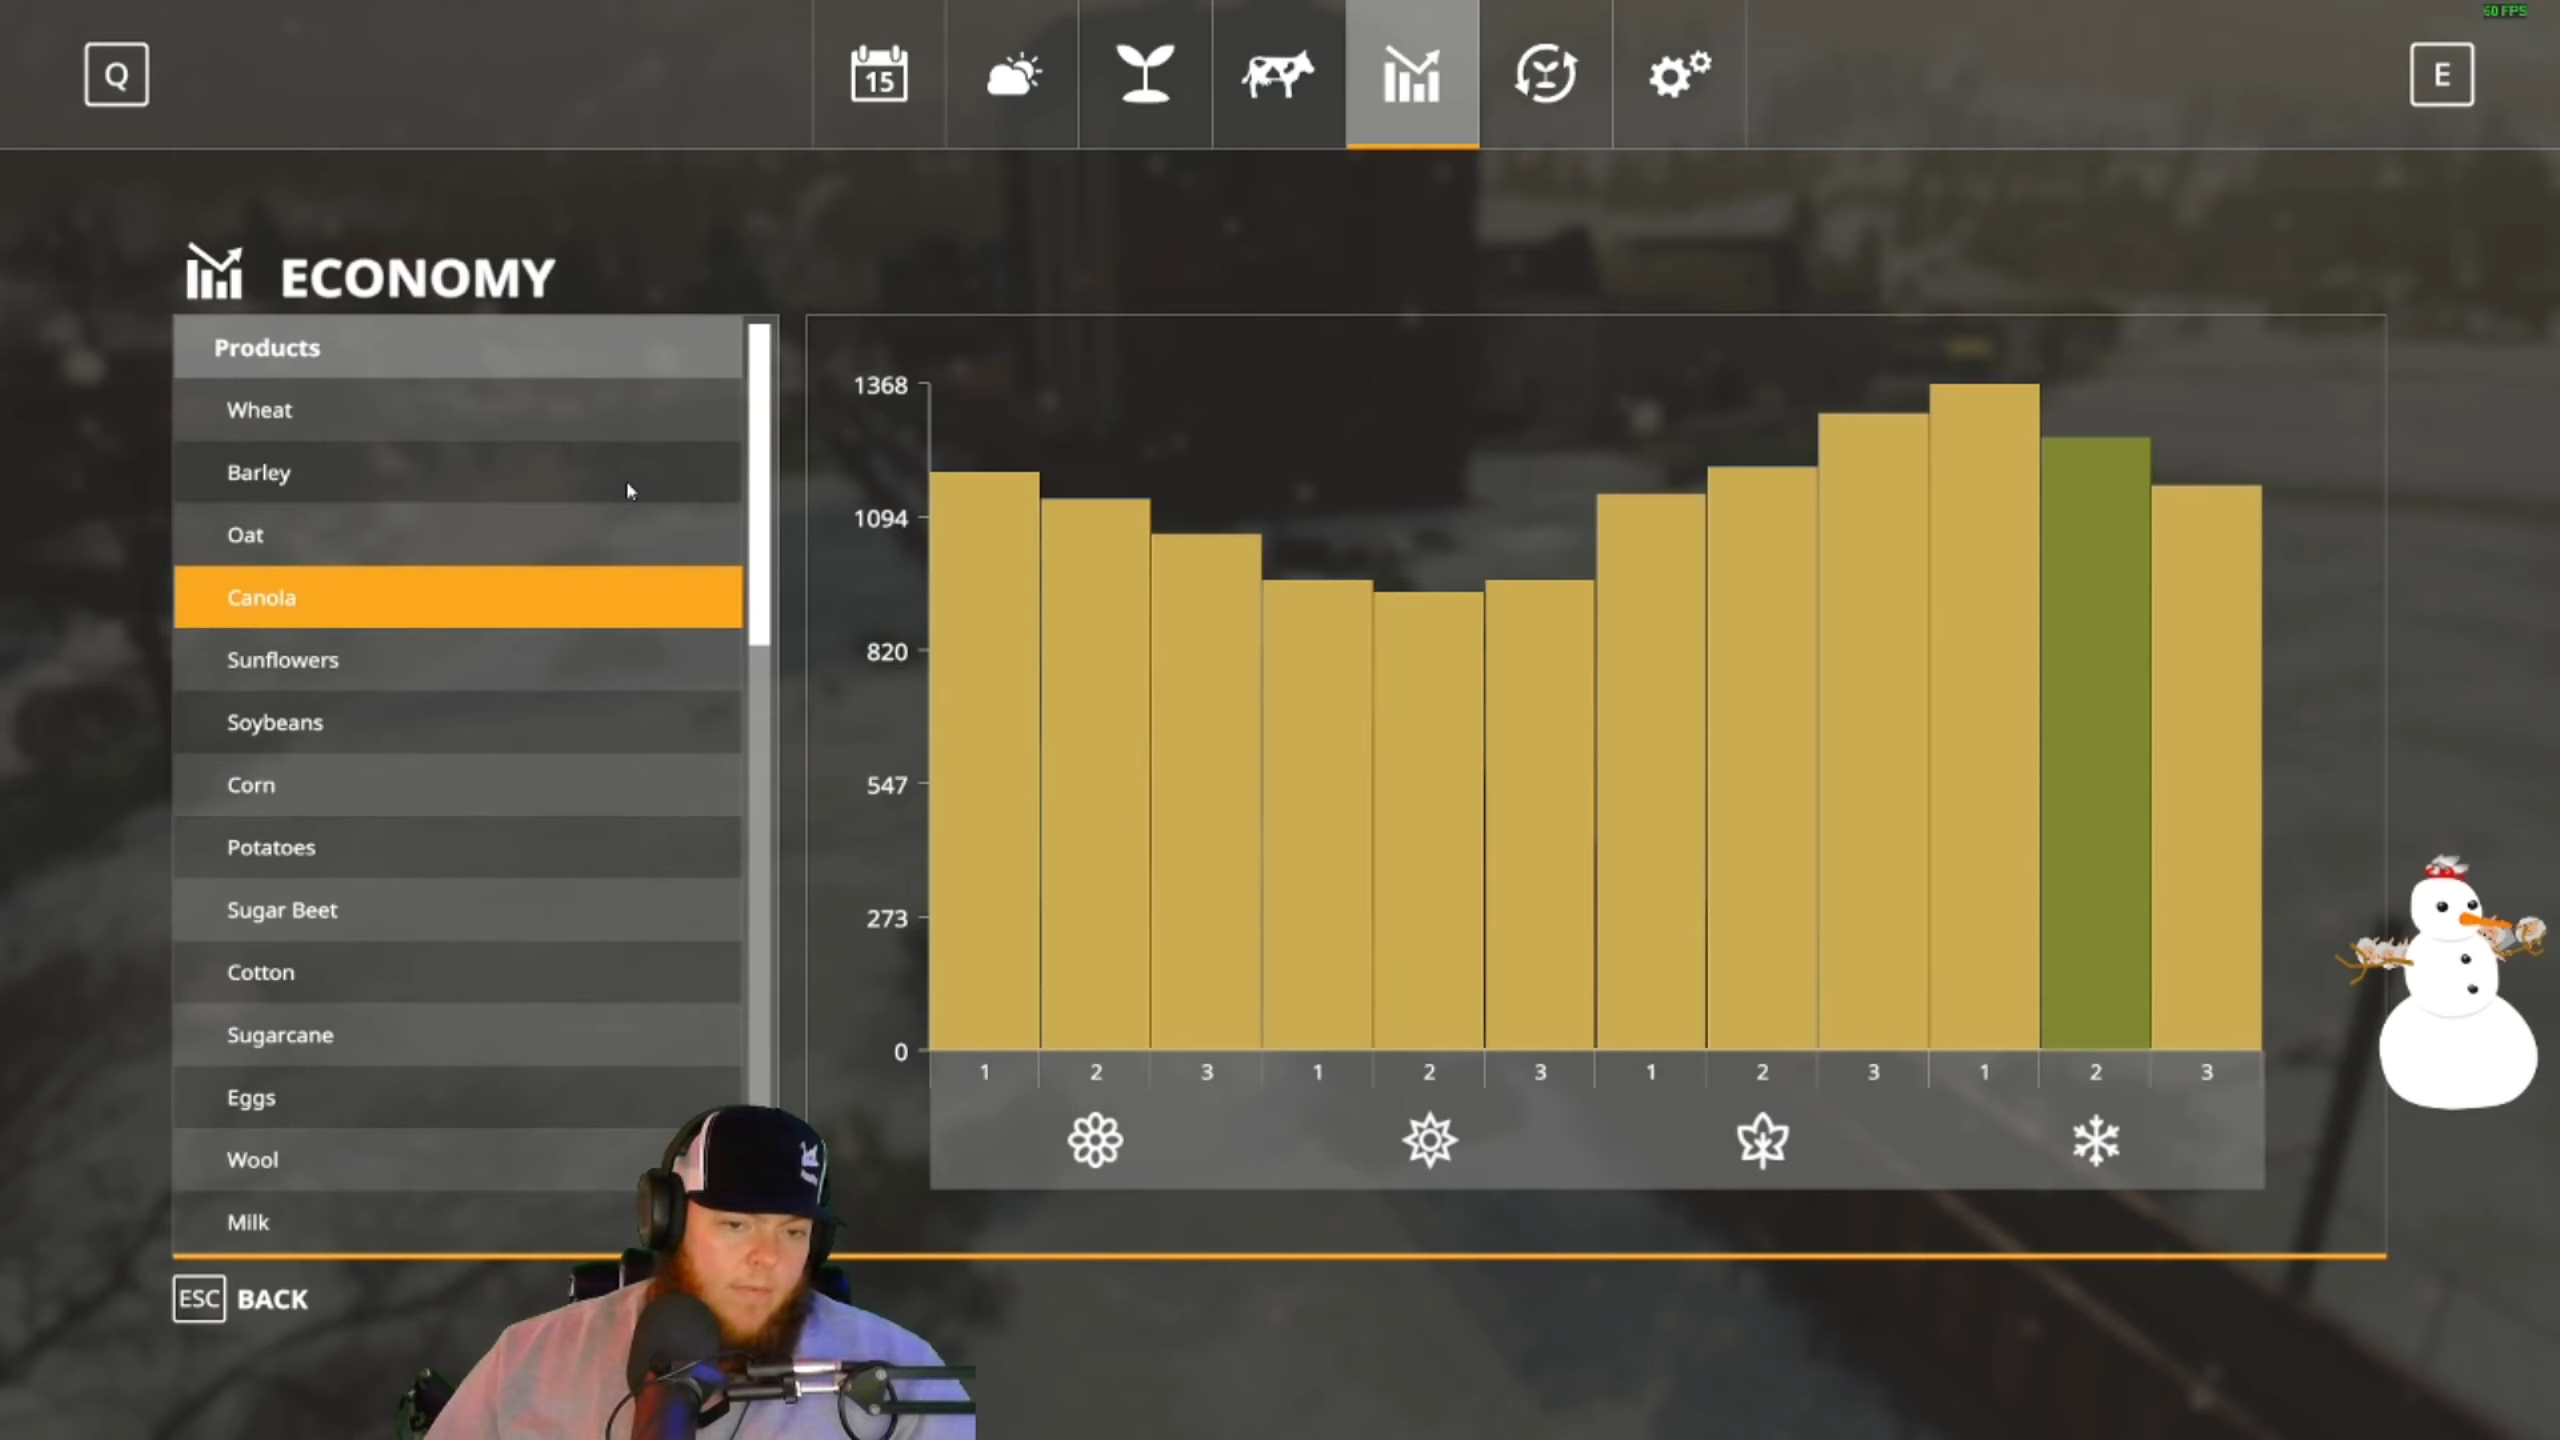 60 FPS
Q
15
E
ECONOMY
Products
Wheat
Barley
Oat
Canola
Sunflowers
Soybeans
Corn
Potatoes
Sugar Beet
Cotton
Sugarcane
Eggs
Wool
Milk
1368
1094
820
547
273
0
1 2 3 1 2 3 1 2 3 1 2 3
ESC BACK